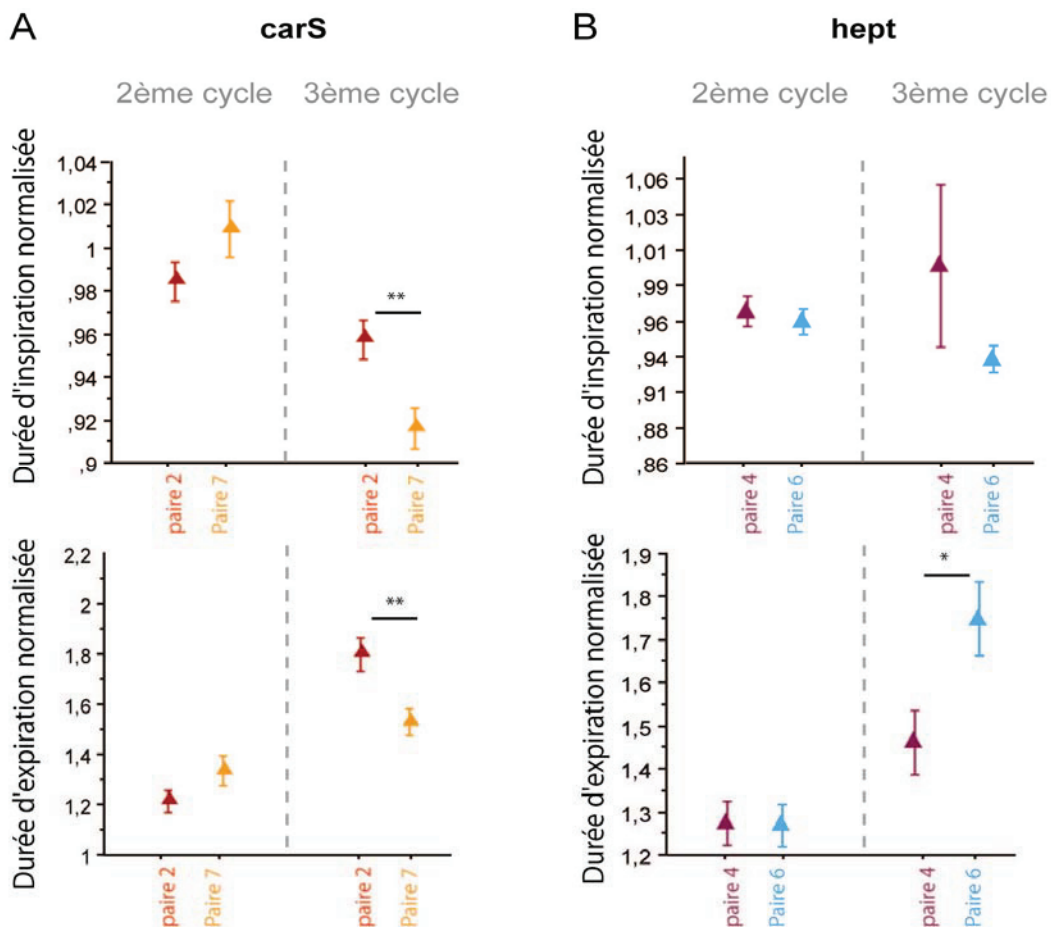 A
carS
2ème cycle
3ème cycle
Durée d'inspiration normalisée
1,04
1,02
1
,98
,96
,94
,92
,9
**
paire 2
Paire 7
paire 2
Paire 7
Durée d'expiration normalisée
2,2
2
1,8
1,6
1,4
1,2
1
**
paire 2
Paire 7
paire 2
Paire 7
B
hept
2ème cycle
3ème cycle
Durée d'inspiration normalisée
1,06
1,03
1,01
,99
,96
,94
,91
,88
,86
paire 4
Paire 6
paire 4
Paire 6
Durée d'expiration normalisée
1,9
1,8
1,7
1,6
1,5
1,4
1,3
1,2
*
paire 4
Paire 6
paire 4
Paire 6